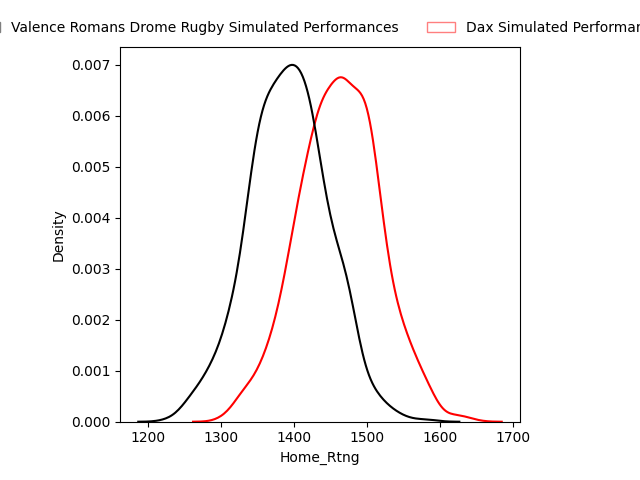 Valence Romans Drome Rugby Simulated Performances
Dax Simulated
0.007
0.006
0.005
0.004
0.003
0.002
0.001
0.000
Density
1200 1300 1400 1500 1600 1700
Home_Rtng